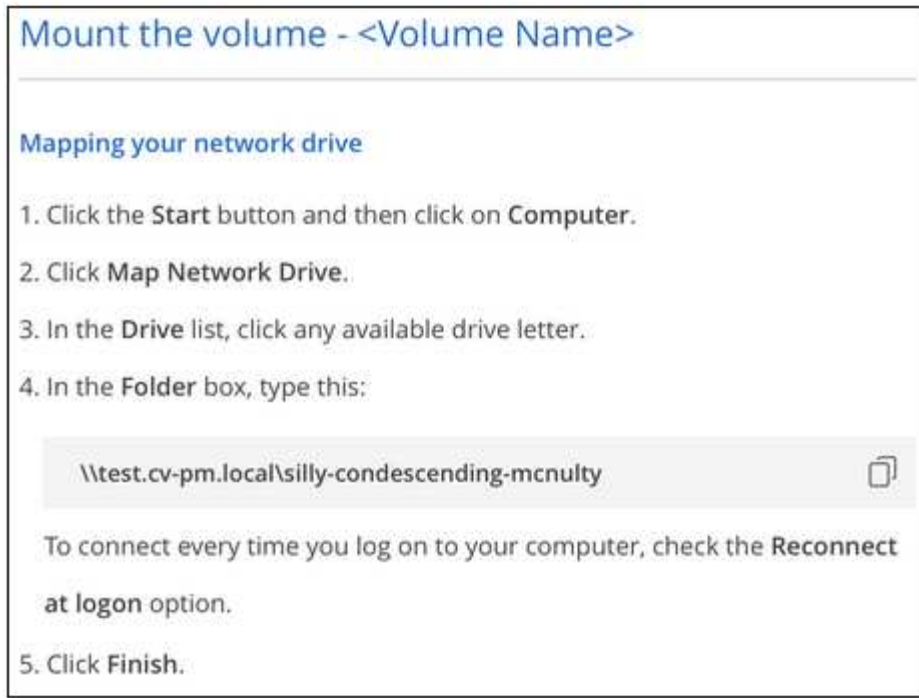 Mount the volume - <Volume Name>
Mapping your network drive
1. Click the Start button and then click on Computer.
2. Click Map Network Drive.
3. In the Drive list, click any available drive letter.
4. In the Folder box, type this:
\\test.cv-pm.local\silly-condescending-mcnulty
To connect every time you log on to your computer, check the Reconnect
at logon option.
5. Click Finish.